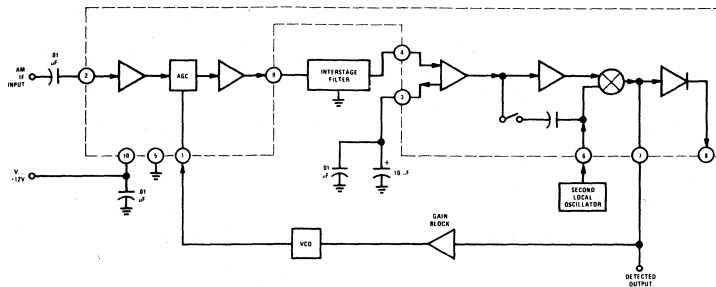 .01
μF
AM
IF
INPUT
2
AGC
9
INTERSTAGE
FILTER
4
3
.01
μF
+
10 μF
10
5
1
V
+12V
.01
μF
6
7
8
SECOND
LOCAL
OSCILLATOR
VCO
GAIN
BLOCK
DETECTED
OUTPUT